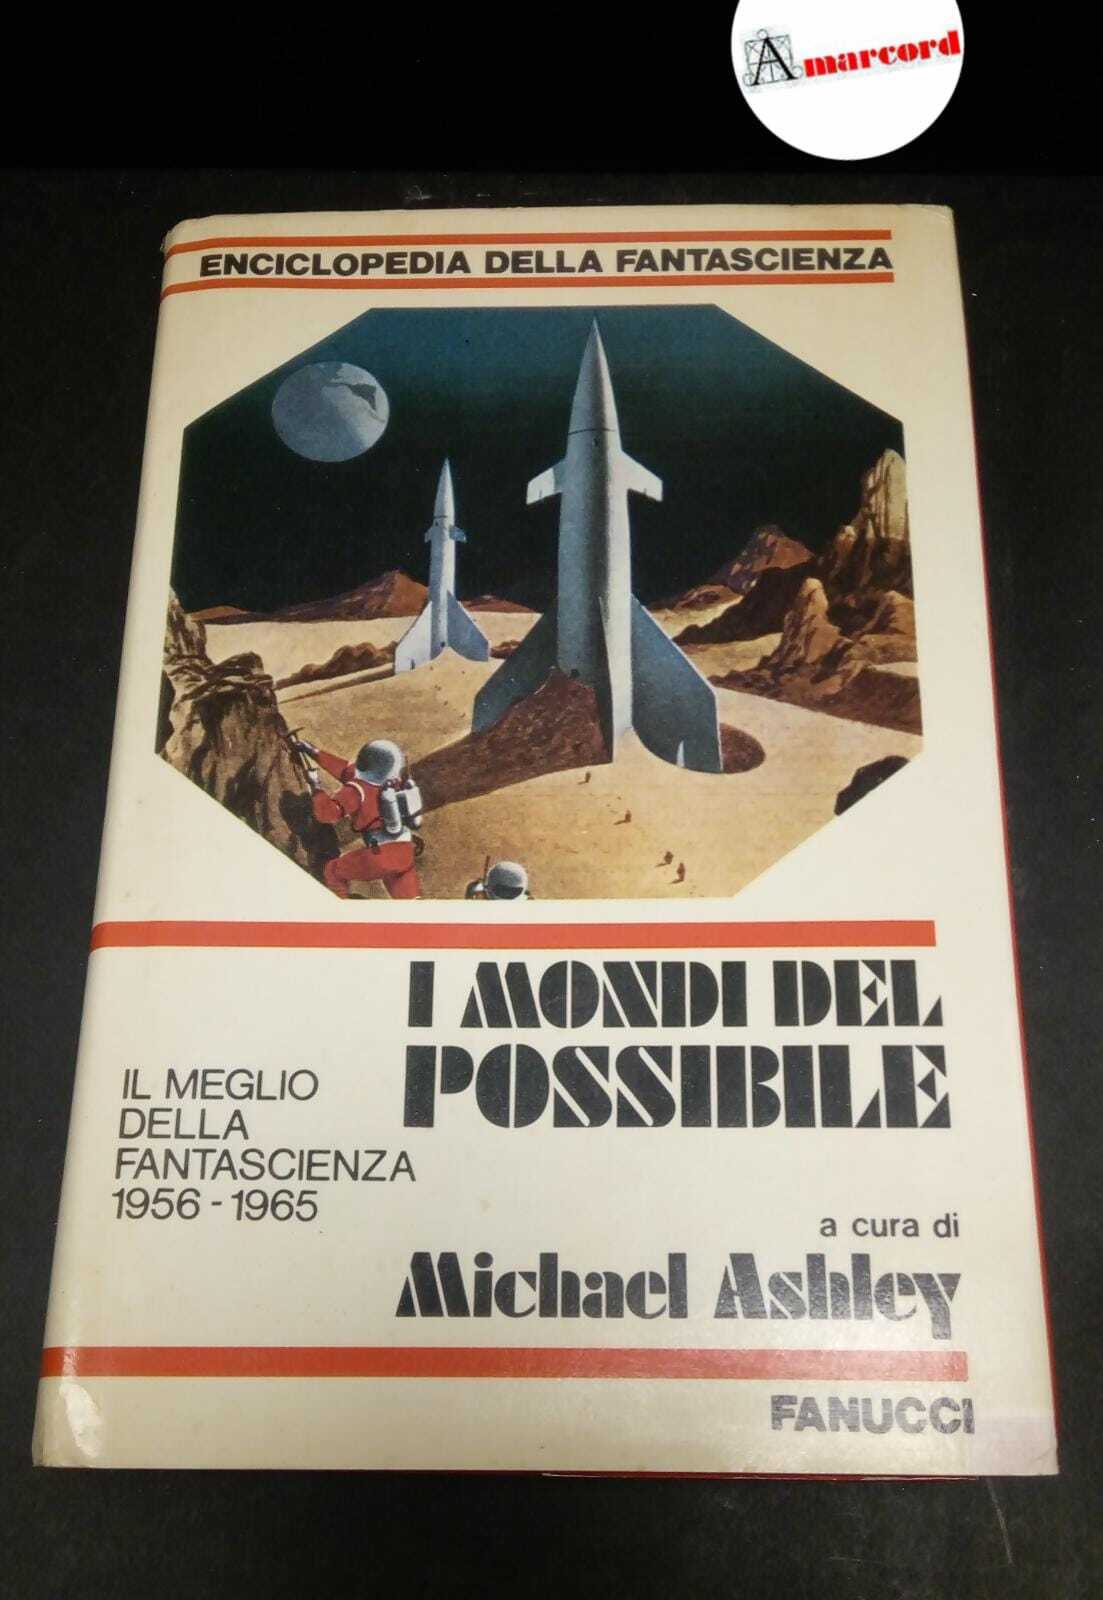 Amarcord
ENCICLOPEDIA DELLA FANTASCIENZA
I MONDI DEL
POSSIBILE
IL MEGLIO
DELLA
FANTASCIENZA
1956 - 1965
a cura di
Michael Ashley
FANUCCI